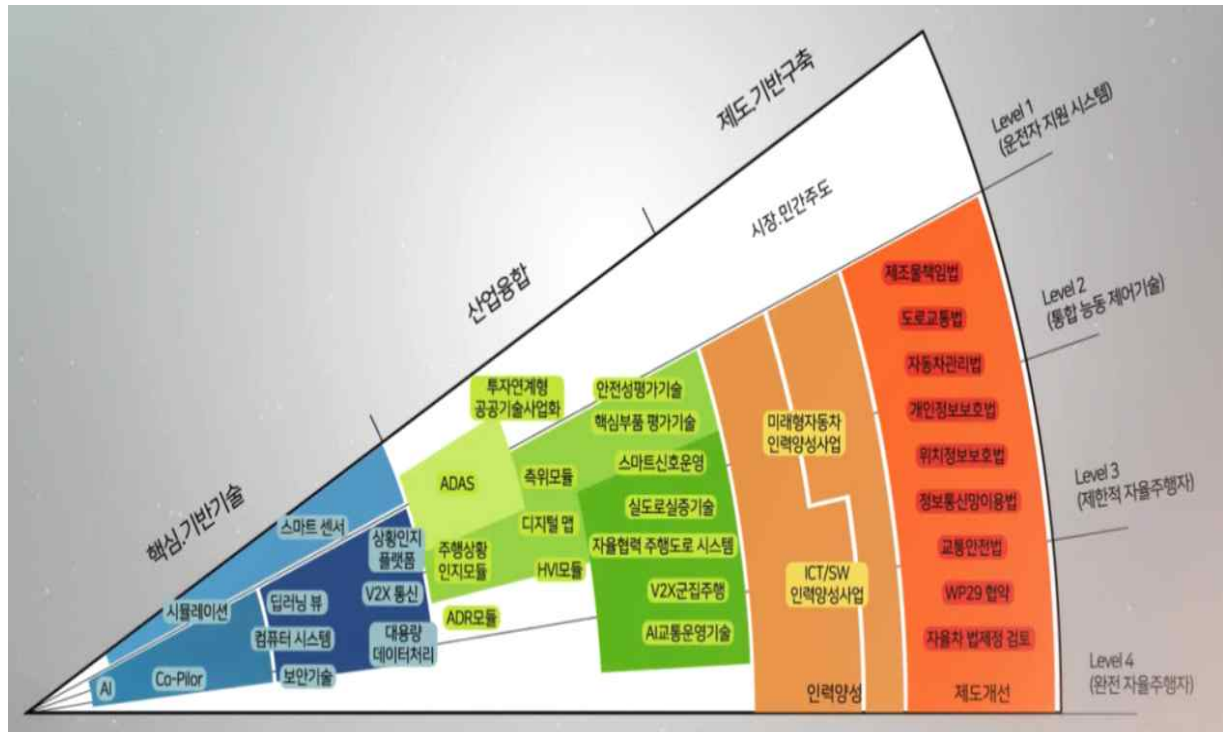 제도.기반구축
산업융합
핵심.기반기술
시장.민간주도
Level 1
(운전자 지원 시스템)
Level 2
(통합 능동 제어기술)
Level 3
(제한적 자율주행자)
Level 4
(완전 자율주행자)
스마트 센서
시뮬레이션
AI
Co-Pilor
상황인지
플랫폼
딥러닝 뷰
V2X 통신
컴퓨터 시스템
대용량
데이터처리
보안기술
투자연계형
공공기술사업화
ADAS
주행상황
인지모듈
ADR모듈
측위모듈
디지털 맵
HVI모듈
안전성평가기술
핵심부품 평가기술
스마트신호운영
실도로실증기술
자율협력 주행도로 시스템
V2X군집주행
AI교통운영기술
미래형자동차
인력양성사업
ICT/SW
인력양성사업
인력양성
제조물책임법
도로교통법
자동차관리법
개인정보보호법
위치정보보호법
정보통신망이용법
교통안전법
WP29 협약
자율차 법제정 검토
제도개선